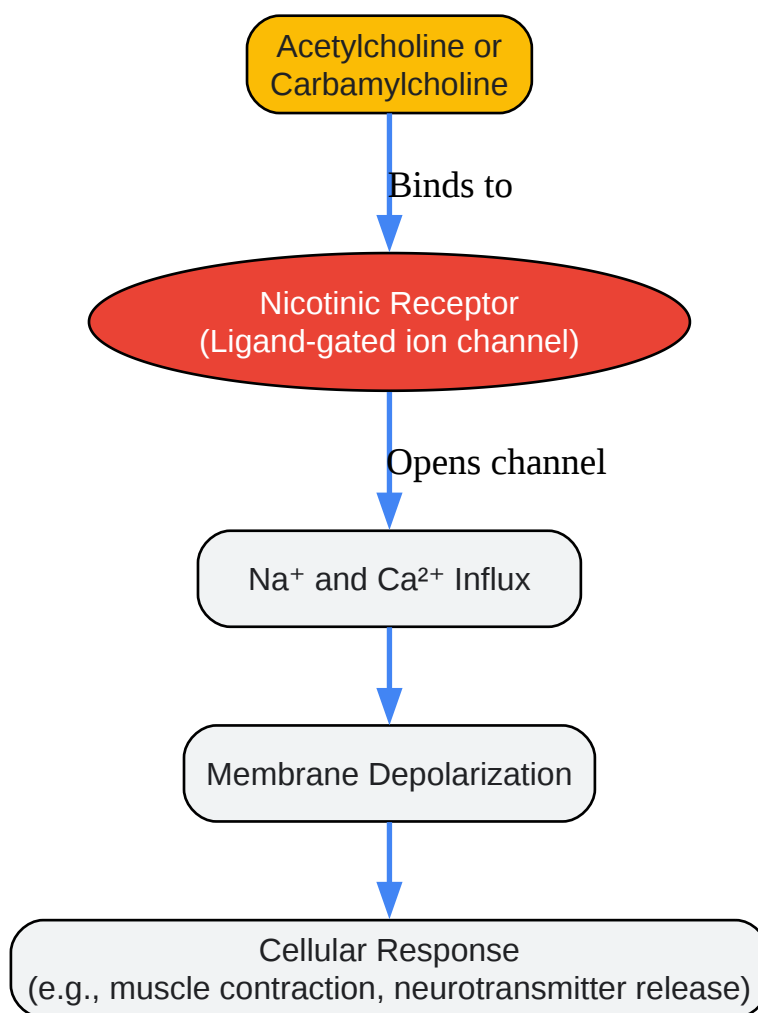 Acetylcholine or
Carbamylcholine
Binds to
Nicotinic Receptor
(Ligand-gated ion channel)
Opens channel
Na⁺ and Ca²⁺ Influx
Membrane Depolarization
Cellular Response
(e.g., muscle contraction, neurotransmitter release)